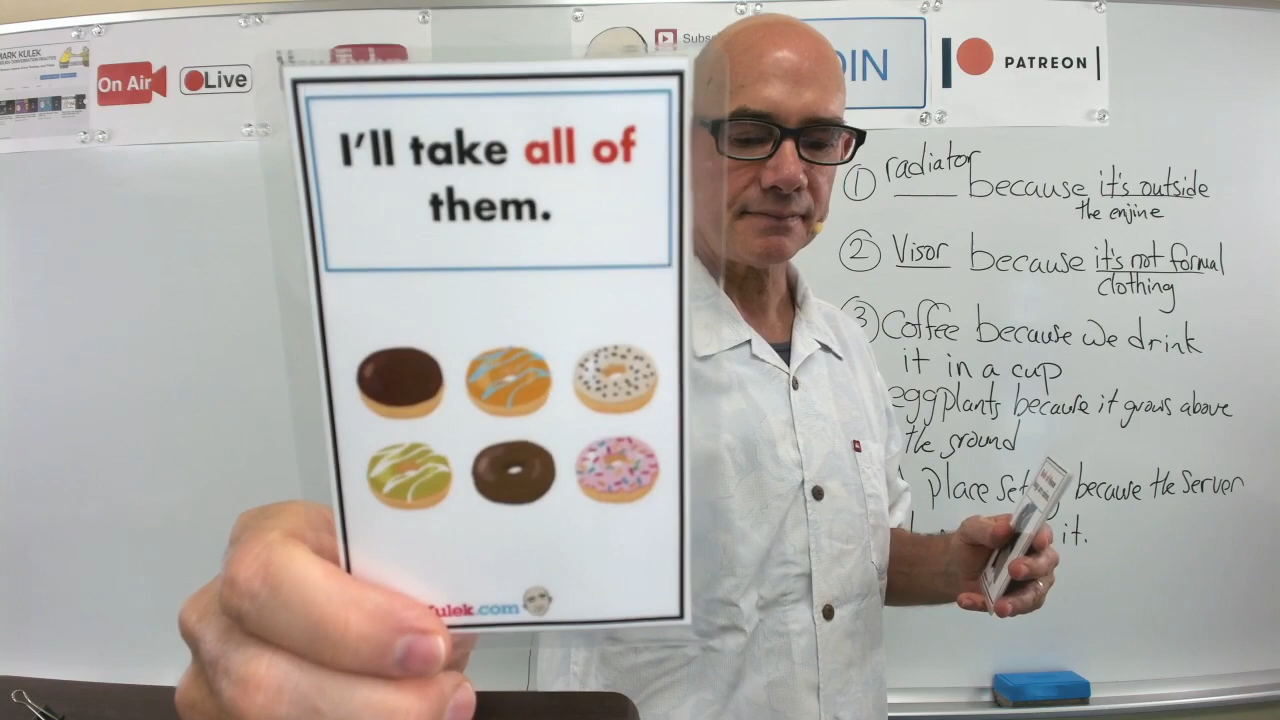 MARK KULEK
On Air
Live
Subsc
OIN
PATREON
I'll take all of
them.
Kulek.com
① radiator because it's outside
the enjine
② Visor because it's not formal
clothing
③ Coffee because we drink
it in a cup
eggplants because it grows above
the ground
place set because the server
it.